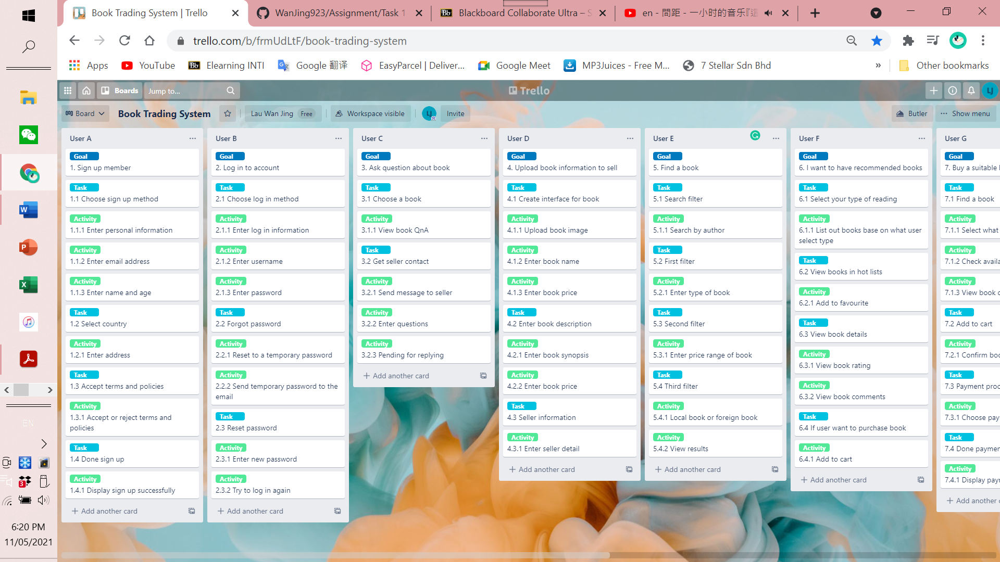 Book Trading System | Trello
WanJing923/Assignment/Task 1
Blackboard Collaborate Ultra – S
en - 間距 - 一小时的音乐『這
trello.com/b/frmUdLtF/book-trading-system
Apps
YouTube
Bb
Elearning INTI
Google 翻译
EasyParcel | Deliver...
Google Meet
MP3Juices - Free M...
7 Stellar Sdn Bhd
»
Other bookmarks
Boards
Jump to...
Trello
LJ
Board
Book Trading System
Lau Wan Jing Free
Workspace visible
LJ
Invite
Butler
Show menu
User A
Goal
1. Sign up member
Task
1.1 Choose sign up method
Activity
1.1.1 Enter personal information
Activity
1.1.2 Enter email address
Activity
1.1.3 Enter name and age
Task
1.2 Select country
Activity
1.2.1 Enter address
Task
1.3 Accept terms and policies
Activity
1.3.1 Accept or reject terms and
policies
Task
1.4 Done sign up
Activity
1.4.1 Display sign up successfully
+ Add another card
User B
Goal
2. Log in to account
Task
2.1 Choose log in method
Activity
2.1.1 Enter log in information
Activity
2.1.2 Enter username
Activity
2.1.3 Enter password
Task
2.2 Forgot password
Activity
2.2.1 Reset to a temporary password
Activity
2.2.2 Send temporary password to the
email
Task
2.3 Reset password
Activity
2.3.1 Enter new password
Activity
2.3.2 Try to log in again
+ Add another card
User C
Goal
3. Ask question about book
Task
3.1 Choose a book
Activity
3.1.1 View book QnA
Task
3.2 Get seller contact
Activity
3.2.1 Send message to seller
Activity
3.2.2 Enter questions
Activity
3.2.3 Pending for replying
+ Add another card
User D
Goal
4. Upload book information to sell
Task
4.1 Create interface for book
Activity
4.1.1 Upload book image
Activity
4.1.2 Enter book name
Activity
4.1.3 Enter book price
Task
4.2 Enter book description
Activity
4.2.1 Enter book synopsis
Activity
4.2.2 Enter book price
Task
4.3 Seller information
Activity
4.3.1 Enter seller detail
+ Add another card
User E
Goal
5. Find a book
Task
5.1 Search filter
Activity
5.1.1 Search by author
Task
5.2 First filter
Activity
5.2.1 Enter type of book
Task
5.3 Second filter
Activity
5.3.1 Enter price range of book
Task
5.4 Third filter
Activity
5.4.1 Local book or foreign book
Activity
5.4.2 View results
+ Add another card
User F
Goal
6. I want to have recommended books
Task
6.1 Select your type of reading
Activity
6.1.1 List out books base on what user
select type
Task
6.2 View books in hot lists
Activity
6.2.1 Add to favourite
Task
6.3 View book details
Activity
6.3.1 View book rating
Activity
6.3.2 View book comments
Task
6.4 If user want to purchase book
Activity
6.4.1 Add to cart
+ Add another card
User G
Goal
7. Buy a suitable
Task
7.1 Find a book
Activity
7.1.1 Select what
Activity
7.1.2 Check availa
Activity
7.1.3 View book
Task
7.2 Add to cart
Activity
7.2.1 Confirm boo
Task
7.3 Payment proc
Activity
7.3.1 Choose pay
Task
7.4 Done paymen
Activity
7.4.1 Display payr
+ Add another
EN
3
6:20 PM
11/05/2021